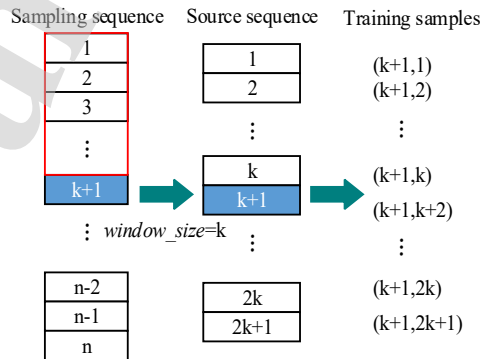 Sampling sequence
1
2
3
⋮
k+1
⋮
n-2
n-1
n
window_size=k
Source sequence
1
2
⋮
k
k+1
⋮
2k
2k+1
Training samples
(k+1,1)
(k+1,2)
⋮
(k+1,k)
(k+1,k+2)
⋮
(k+1,2k)
(k+1,2k+1)